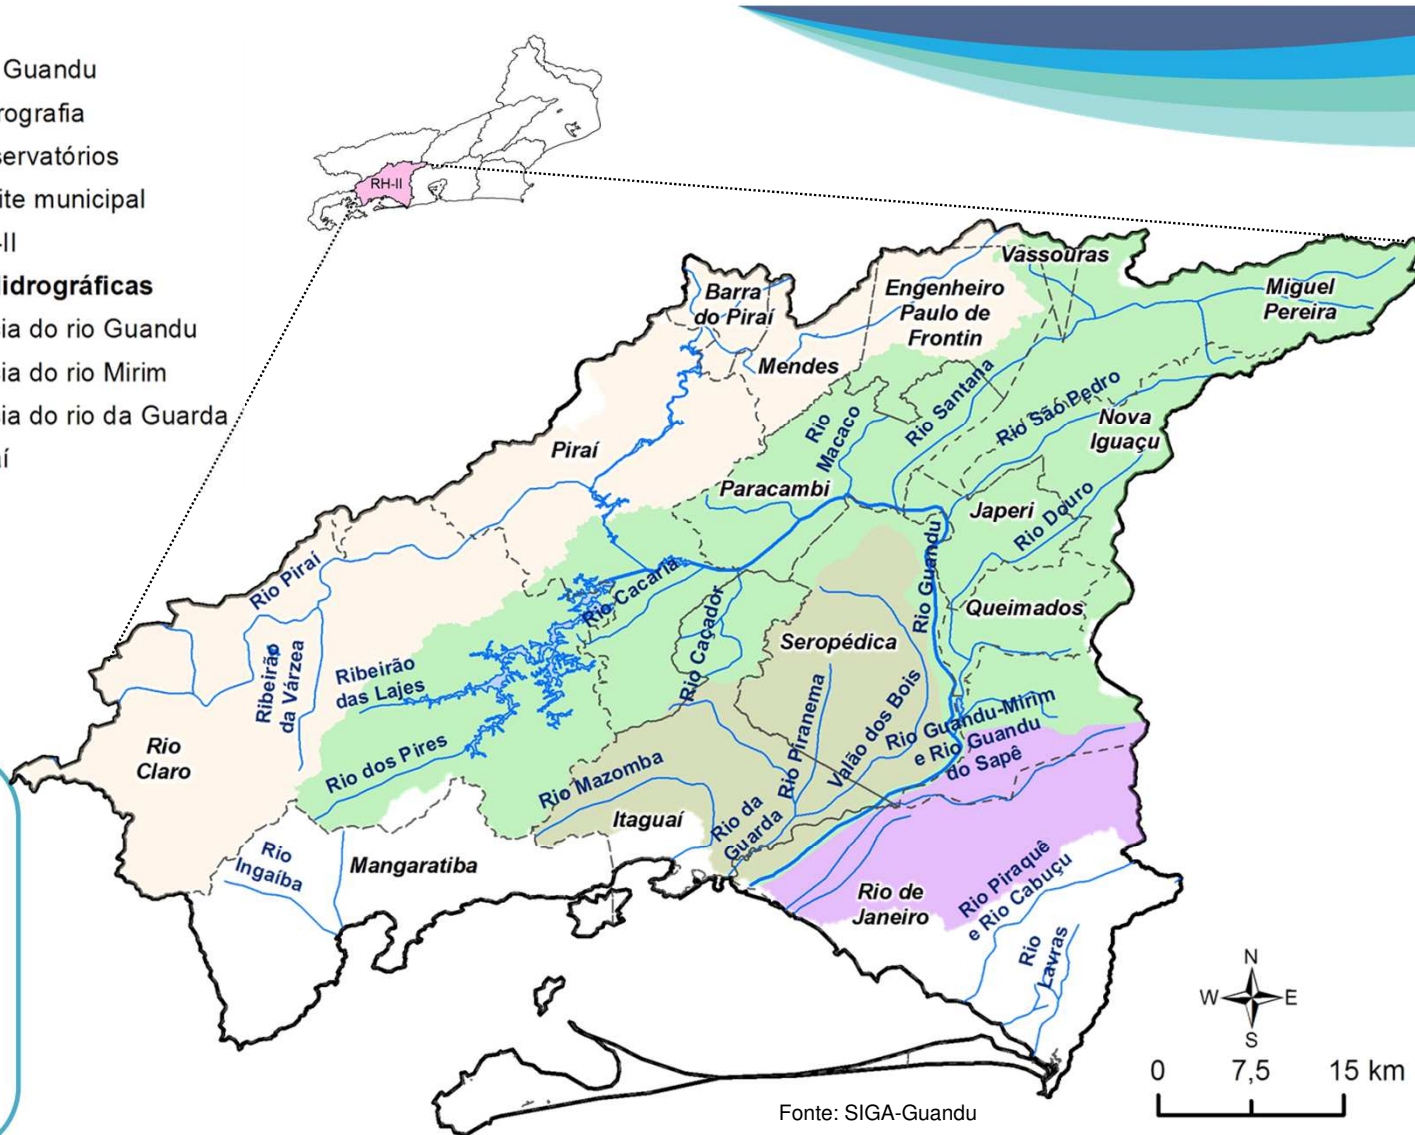 Guandu
rografia
servatórios
ite municipal
-II
lidrográficas
sia do rio Guandu
sia do rio Mirim
sia do rio da Guarda
aí
RH-II
Vassouras
Barra
do Piraí
Engenheiro
Paulo de
Frontin
Miguel
Pereira
Mendes
Rio Santana
Rio São Pedro
Rio
Macaco
Nova
Iguaçu
Piraí
Paracambi
Japeri
Rio Douro
Rio Piraí
Rio Cacaria
Rio Guandu
Queimados
Rio Caçador
Seropédica
Ribeirão
da Várzea
Ribeirão
das Lajes
Rio Piranema
Valão dos Bois
Rio Guandu-Mirim
e Rio Guandu
do Sapê
Rio
Claro
Rio dos Pires
Rio Mazomba
Itaguaí
Rio da
Guarda
Rio
Ingaíba
Mangaratiba
Rio de
Janeiro
Rio Piraquê
e Rio Cabuçu
Rio
Lavras
N
W E
S
0 7,5 15 km
Fonte: SIGA-Guandu